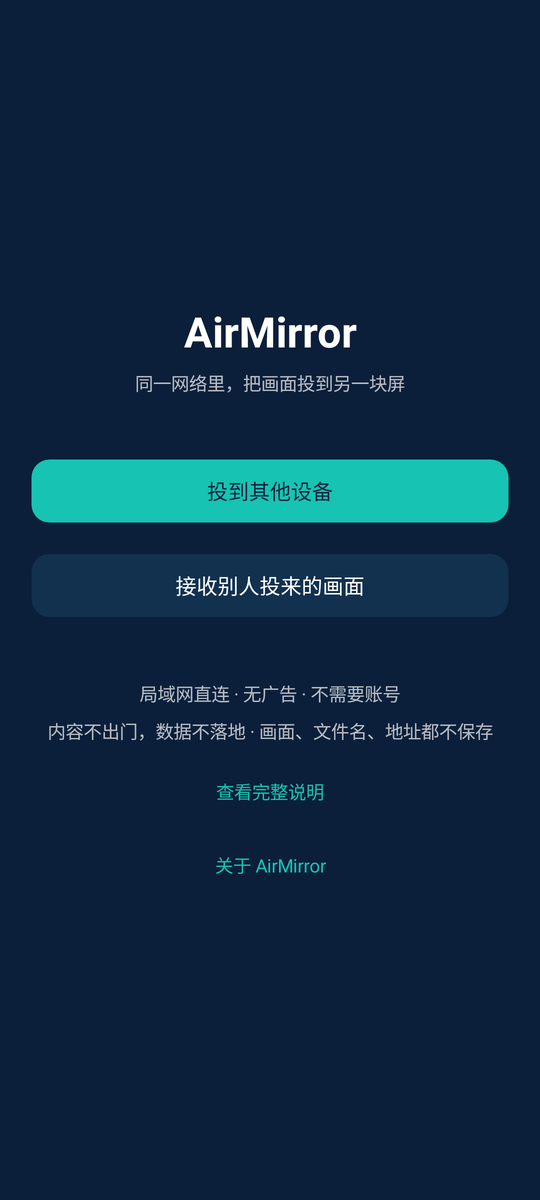 AirMirror
同一网络里，把画面投到另一块屏
投到其他设备
接收别人投来的画面
局域网直连 · 无广告 · 不需要账号
内容不出门，数据不落地 · 画面、文件名、地址都不保存
查看完整说明
关于 AirMirror